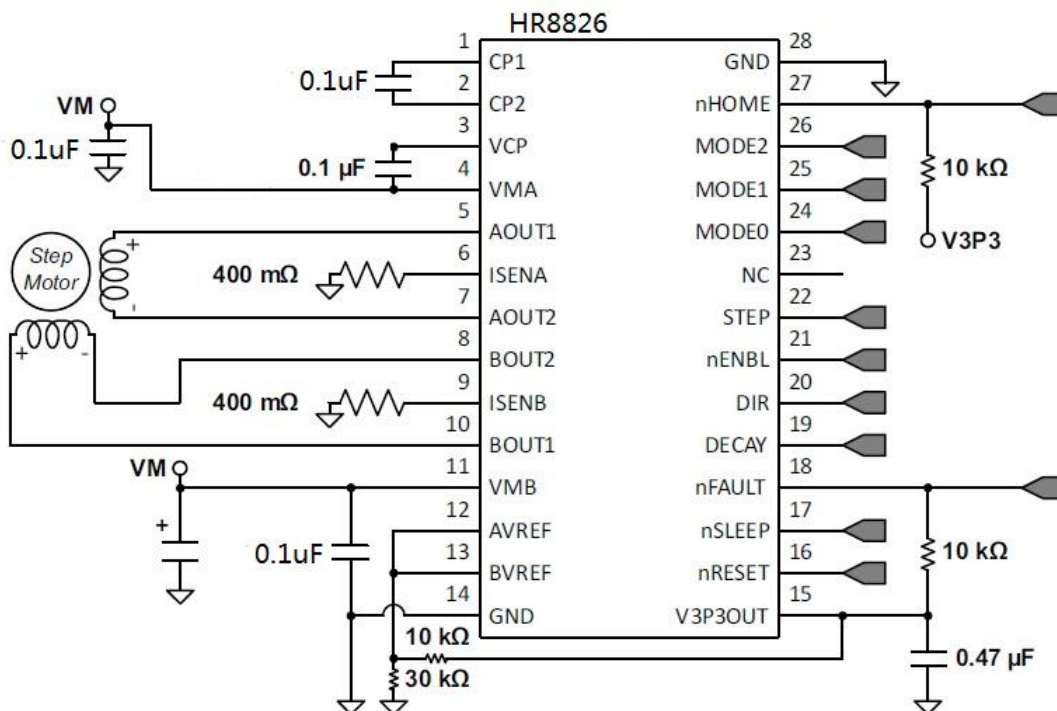 HR8826
1 CP1 GND 28
2 CP2 nHOME 27
3 VCP MODE2 26
4 VMA MODE1 25
5 AOUT1 MODE0 24
6 ISENA NC 23
7 AOUT2 STEP 22
8 BOUT2 nENBL 21
9 ISENB DIR 20
10 BOUT1 DECAY 19
11 VMB nFAULT 18
12 AVREF nSLEEP 17
13 BVREF nRESET 16
14 GND V3P3OUT 15
0.1uF
VM
0.1uF
0.1 µF
Step
Motor
+
-
+ -
400 mΩ
400 mΩ
VM
+
0.1uF
10 kΩ
30 kΩ
10 kΩ
V3P3
10 kΩ
0.47 µF